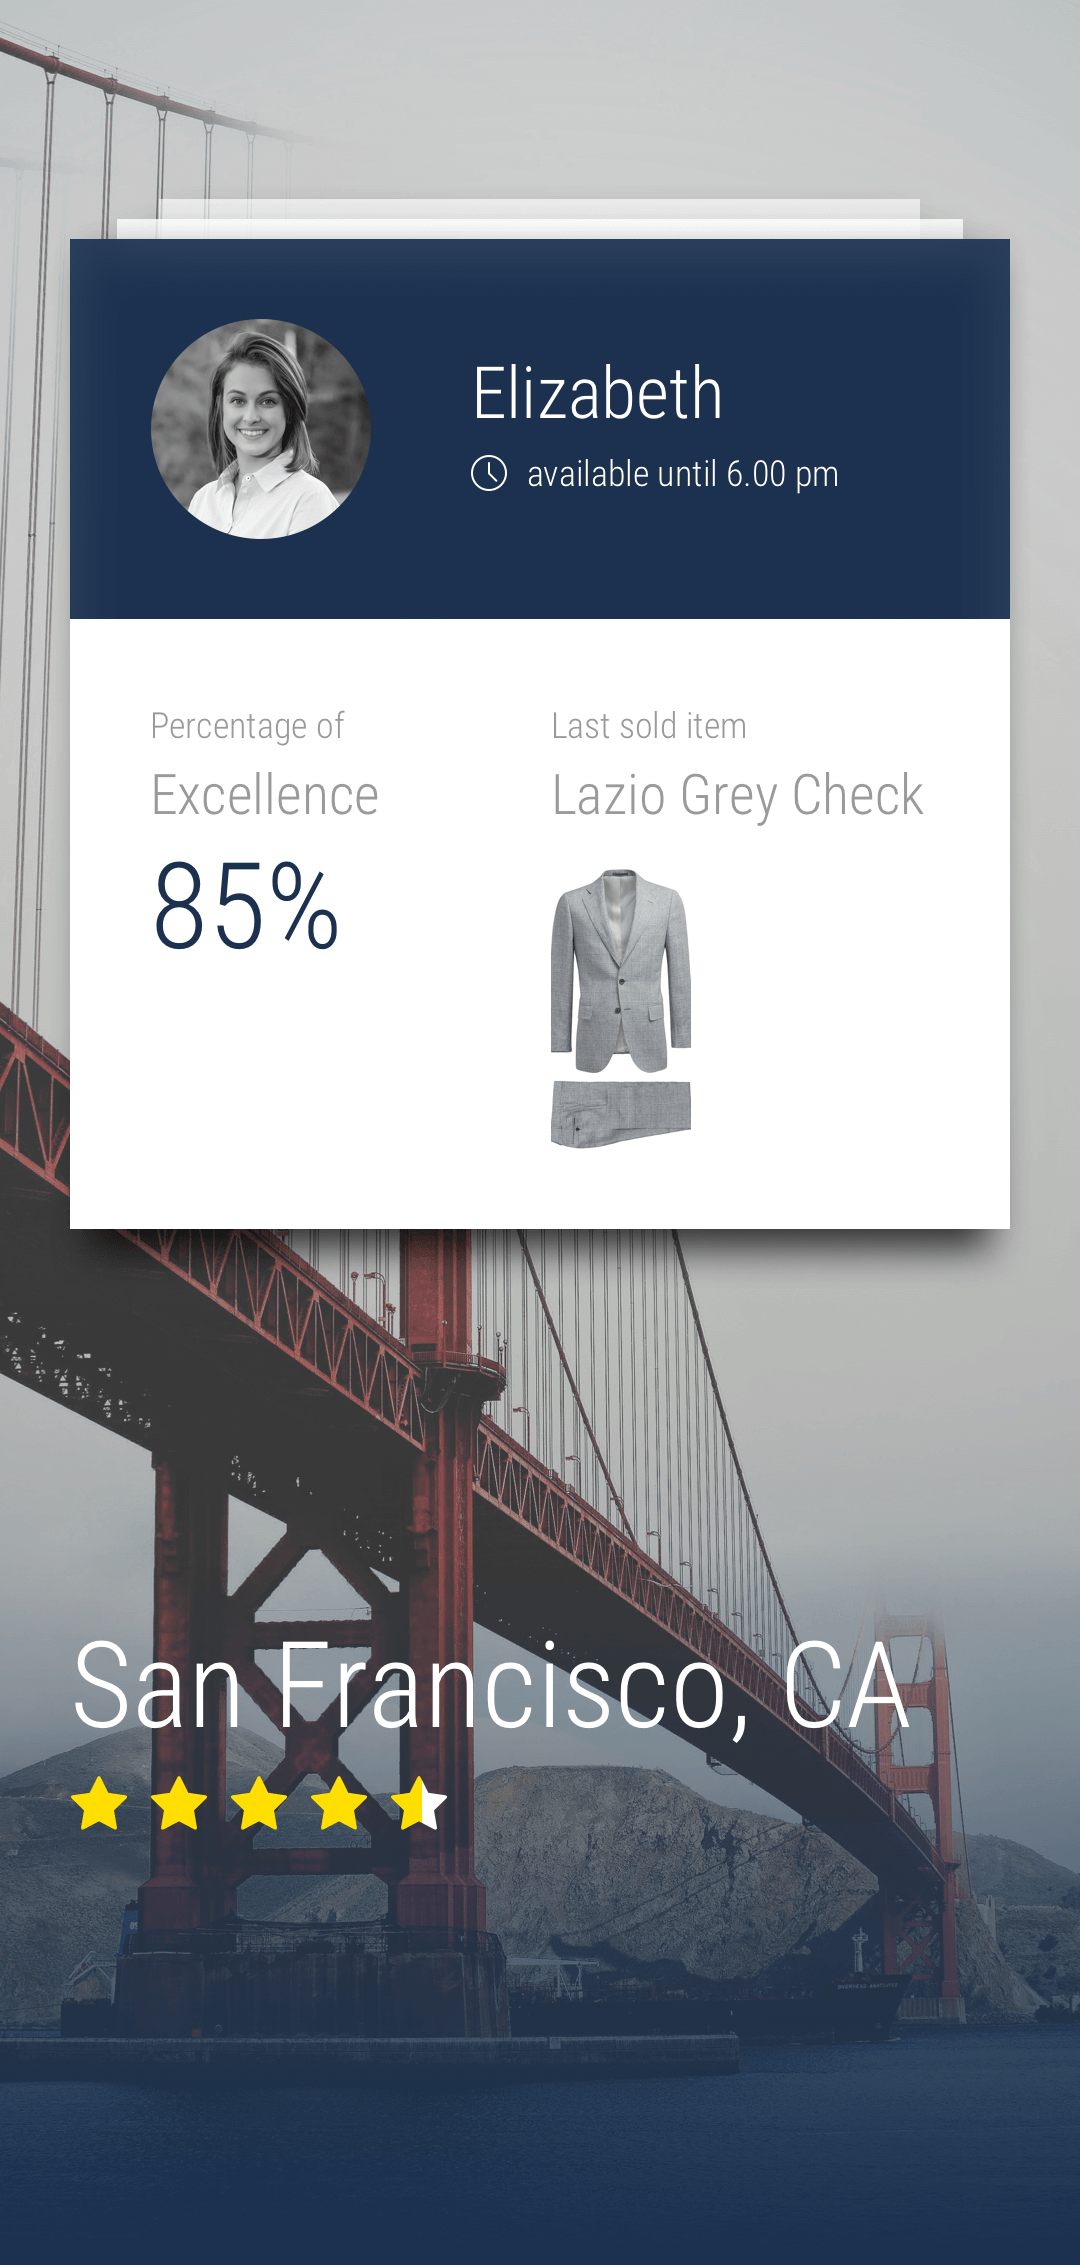 Elizabeth
available until 6.00 pm
Percentage of
Excellence
85%
Last sold item
Lazio Grey Check
San Francisco, CA